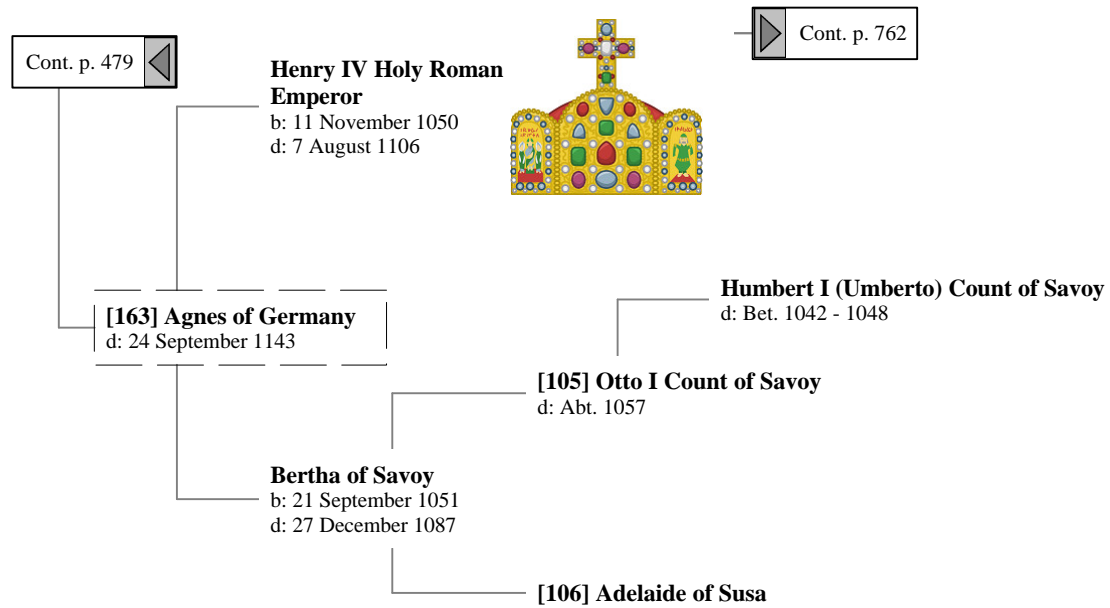 Cont. p. 479
Cont. p. 762
Henry IV Holy Roman
Emperor
b: 11 November 1050
d: 7 August 1106
Humbert I (Umberto) Count of Savoy
d: Bet. 1042 - 1048
[163] Agnes of Germany
d: 24 September 1143
[105] Otto I Count of Savoy
d: Abt. 1057
Bertha of Savoy
b: 21 September 1051
d: 27 December 1087
[106] Adelaide of Susa